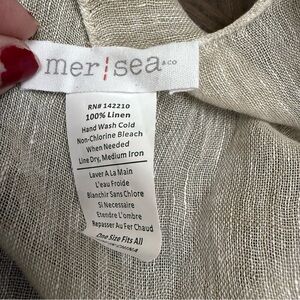 mer¦sea &CO
RN# 142210
100% Linen
Hand Wash Cold
Non-Chlorine Bleach
When Needed
Line Dry, Medium Iron
Laver A La Main
L'eau Froide
Blanchir Sans Chlore
Si Necessaire
Etendre L'ombre
Repasser Au Fer Chaud
One Size Fits All
CHINA